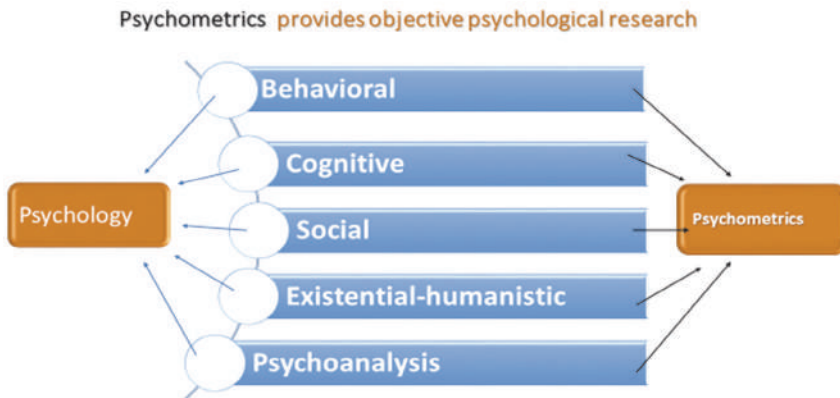 Psychometrics provides objective psychological research
Behavioral
Cognitive
Psychology
Social
Psychometrics
Existential-humanistic
Psychoanalysis